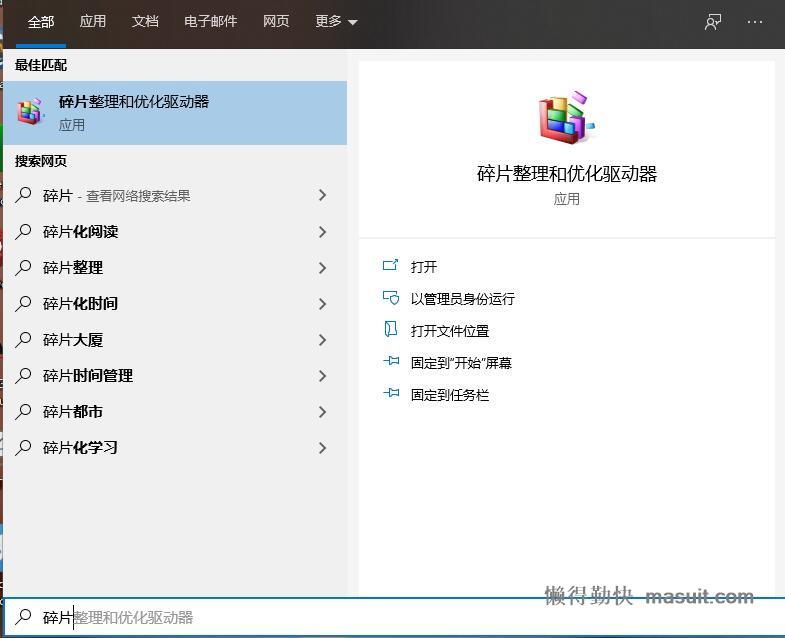 全部 应用 文档 电子邮件 网页 更多
最佳匹配
碎片整理和优化驱动器
应用
搜索网页
碎片 - 查看网络搜索结果
碎片化阅读
碎片整理
碎片化时间
碎片大厦
碎片时间管理
碎片都市
碎片化学习
碎片整理和优化驱动器
应用
打开
以管理员身份运行
打开文件位置
固定到"开始"屏幕
固定到任务栏
懒得勤快 masuit.com
碎片整理和优化驱动器